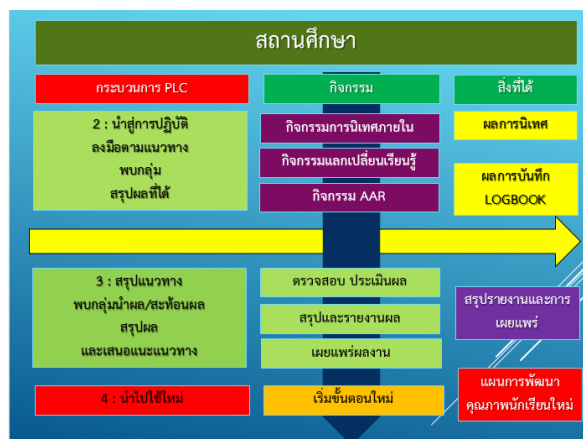 สถานศึกษา
กระบวนการ PLC
กิจกรรม
สิ่งที่ได้
2 : นำสู่การปฏิบัติ
ลงมือตามแนวทาง
พบกลุ่ม
สรุปผลที่ได้
กิจกรรมการนิเทศภายใน
กิจกรรมแลกเปลี่ยนเรียนรู้
กิจกรรม AAR
ผลการนิเทศ
ผลการบันทึก
LOGBOOK
3 : สรุปแนวทาง
พบกลุ่มนำผล/สะท้อนผล
สรุปผล
และเสนอแนะแนวทาง
ตรวจสอบ ประเมินผล
สรุปและรายงานผล
เผยแพร่ผลงาน
สรุปรายงานและการ
เผยแพร่
4 : นำไปใช้ใหม่
เริ่มขั้นตอนใหม่
แผนการพัฒนา
คุณภาพนักเรียนใหม่